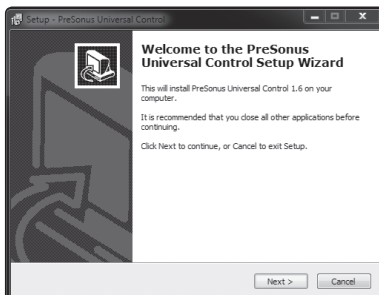 Setup - PreSonus Universal Control
Welcome to the PreSonus
Universal Control Setup Wizard
This will install PreSonus Universal Control 1.6 on your
computer.
It is recommended that you close all other applications before
continuing.
Click Next to continue, or Cancel to exit Setup.
Next >
Cancel